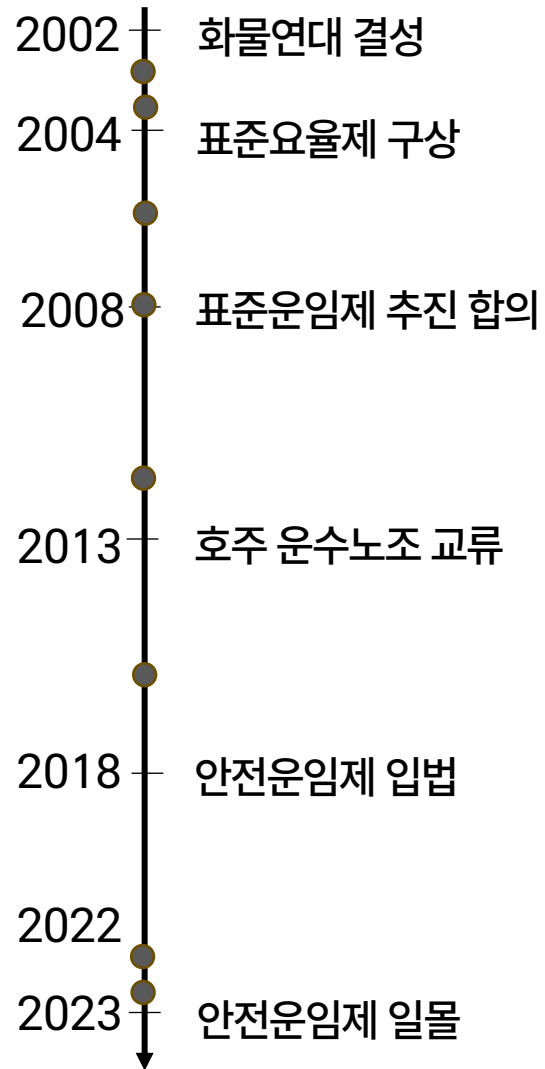 2002 화물연대 결성
2004 표준요율제 구상
2008 표준운임제 추진 합의
2013 호주 운수노조 교류
2018 안전운임제 입법
2022
2023 안전운임제 일몰